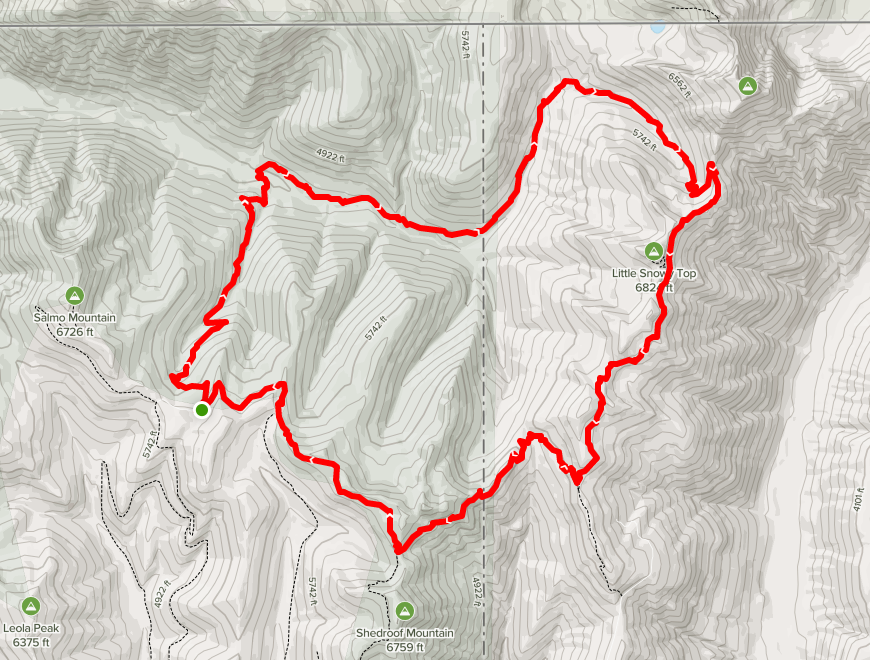 5742 ft
6562 ft
5742 ft
4922 ft
Little Snowy Top
682 ft
Salmo Mountain
6726 ft
5742 ft
5742 ft
4101 ft
4922 ft
5742 ft
4922 ft
Leola Peak
6375 ft
Shedroof Mountain
6759 ft